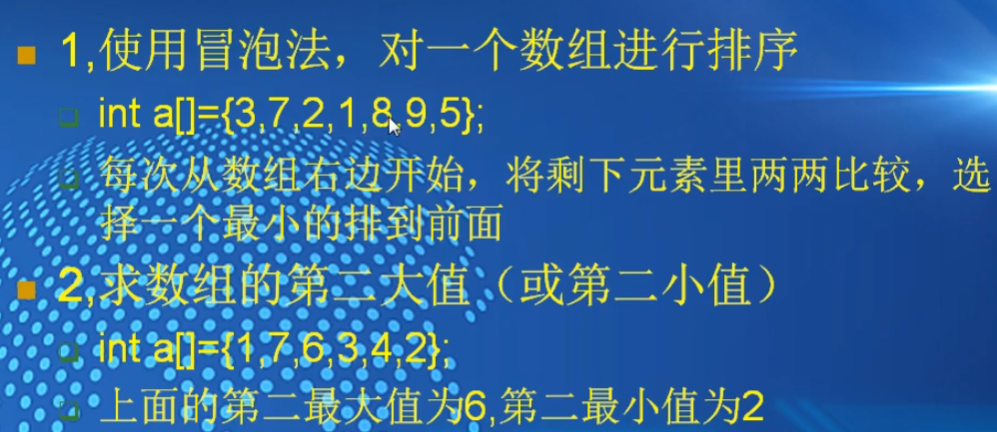 1,使用冒泡法，对一个数组进行排序
int a[]={3,7,2,1,8,9,5};
每次从数组右边开始，将剩下元素里两两比较，选
择一个最小的排到前面
2,求数组的第二大值（或第二小值）
int a[]={1,7,6,3,4,2};
上面的第二最大值为6,第二最小值为2